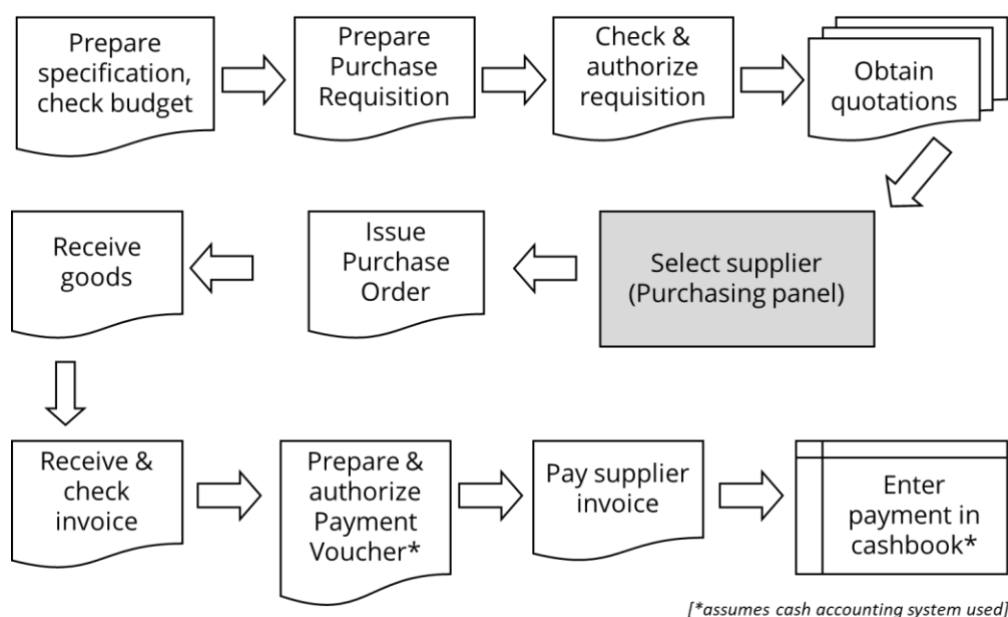 Prepare
specification,
check budget
Prepare
Purchase
Requisition
Check &
authorize
requisition
Obtain
quotations
Select supplier
(Purchasing panel)
Issue
Purchase
Order
Receive
goods
Receive &
check
invoice
Prepare &
authorize
Payment
Voucher*
Pay supplier
invoice
Enter
payment in
cashbook*
[*assumes cash accounting system used]